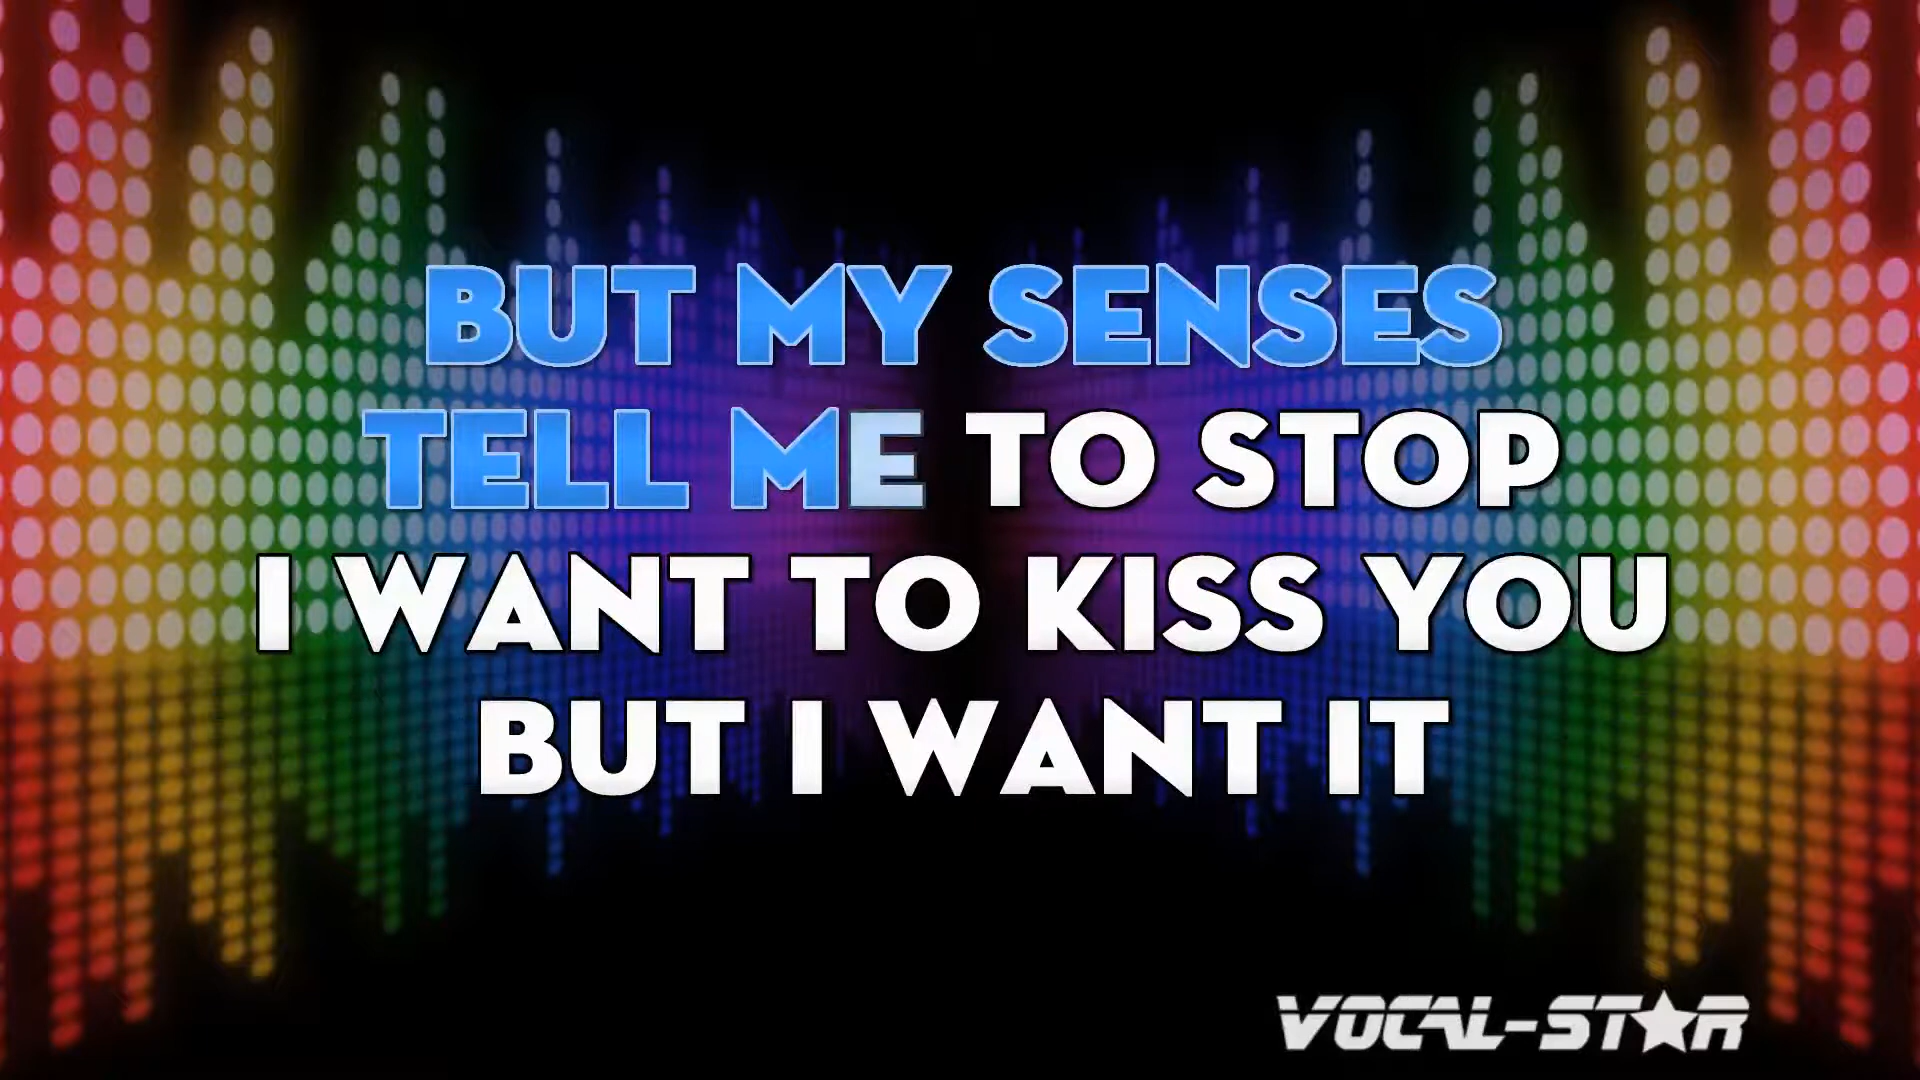 BUT MY SENSES
TELL ME TO STOP
I WANT TO KISS YOU
BUT I WANT IT
VOCAL-STAR